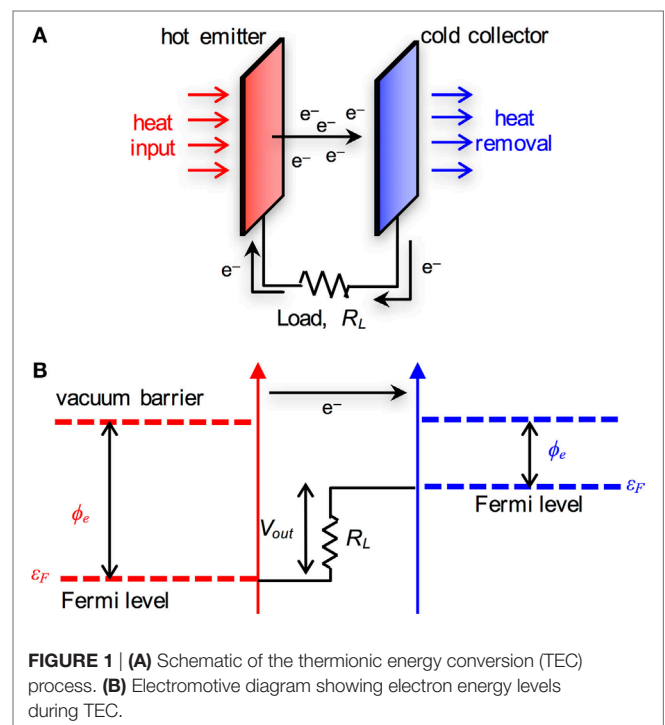 A
hot emitter
cold collector
e– e– e–
e– e–
heat input
heat removal
e–
e–
Load, R_L
B
vacuum barrier
e–
ϕ_e
ϕ_e
V_out
R_L
ε_F
Fermi level
ε_F
Fermi level
FIGURE 1 | (A) Schematic of the thermionic energy conversion (TEC)
process. (B) Electromotive diagram showing electron energy levels
during TEC.